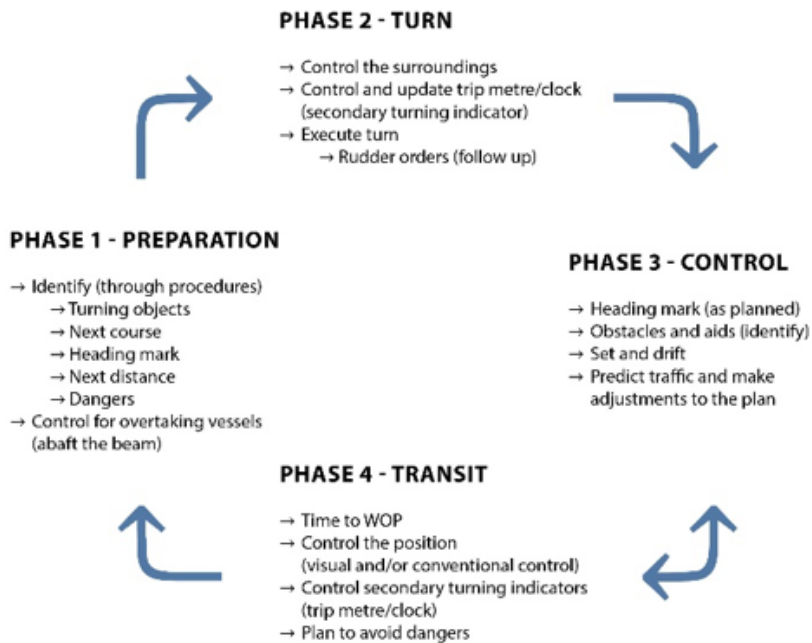 PHASE 2 - TURN
→ Control the surroundings
→ Control and update trip metre/clock
(secondary turning indicator)
→ Execute turn
→ Rudder orders (follow up)
PHASE 1 - PREPARATION
→ Identify (through procedures)
→ Turning objects
→ Next course
→ Heading mark
→ Next distance
→ Dangers
→ Control for overtaking vessels
(abaft the beam)
PHASE 3 - CONTROL
→ Heading mark (as planned)
→ Obstacles and aids (identify)
→ Set and drift
→ Predict traffic and make
adjustments to the plan
PHASE 4 - TRANSIT
→ Time to WOP
→ Control the position
(visual and/or conventional control)
→ Control secondary turning indicators
(trip metre/clock)
→ Plan to avoid dangers